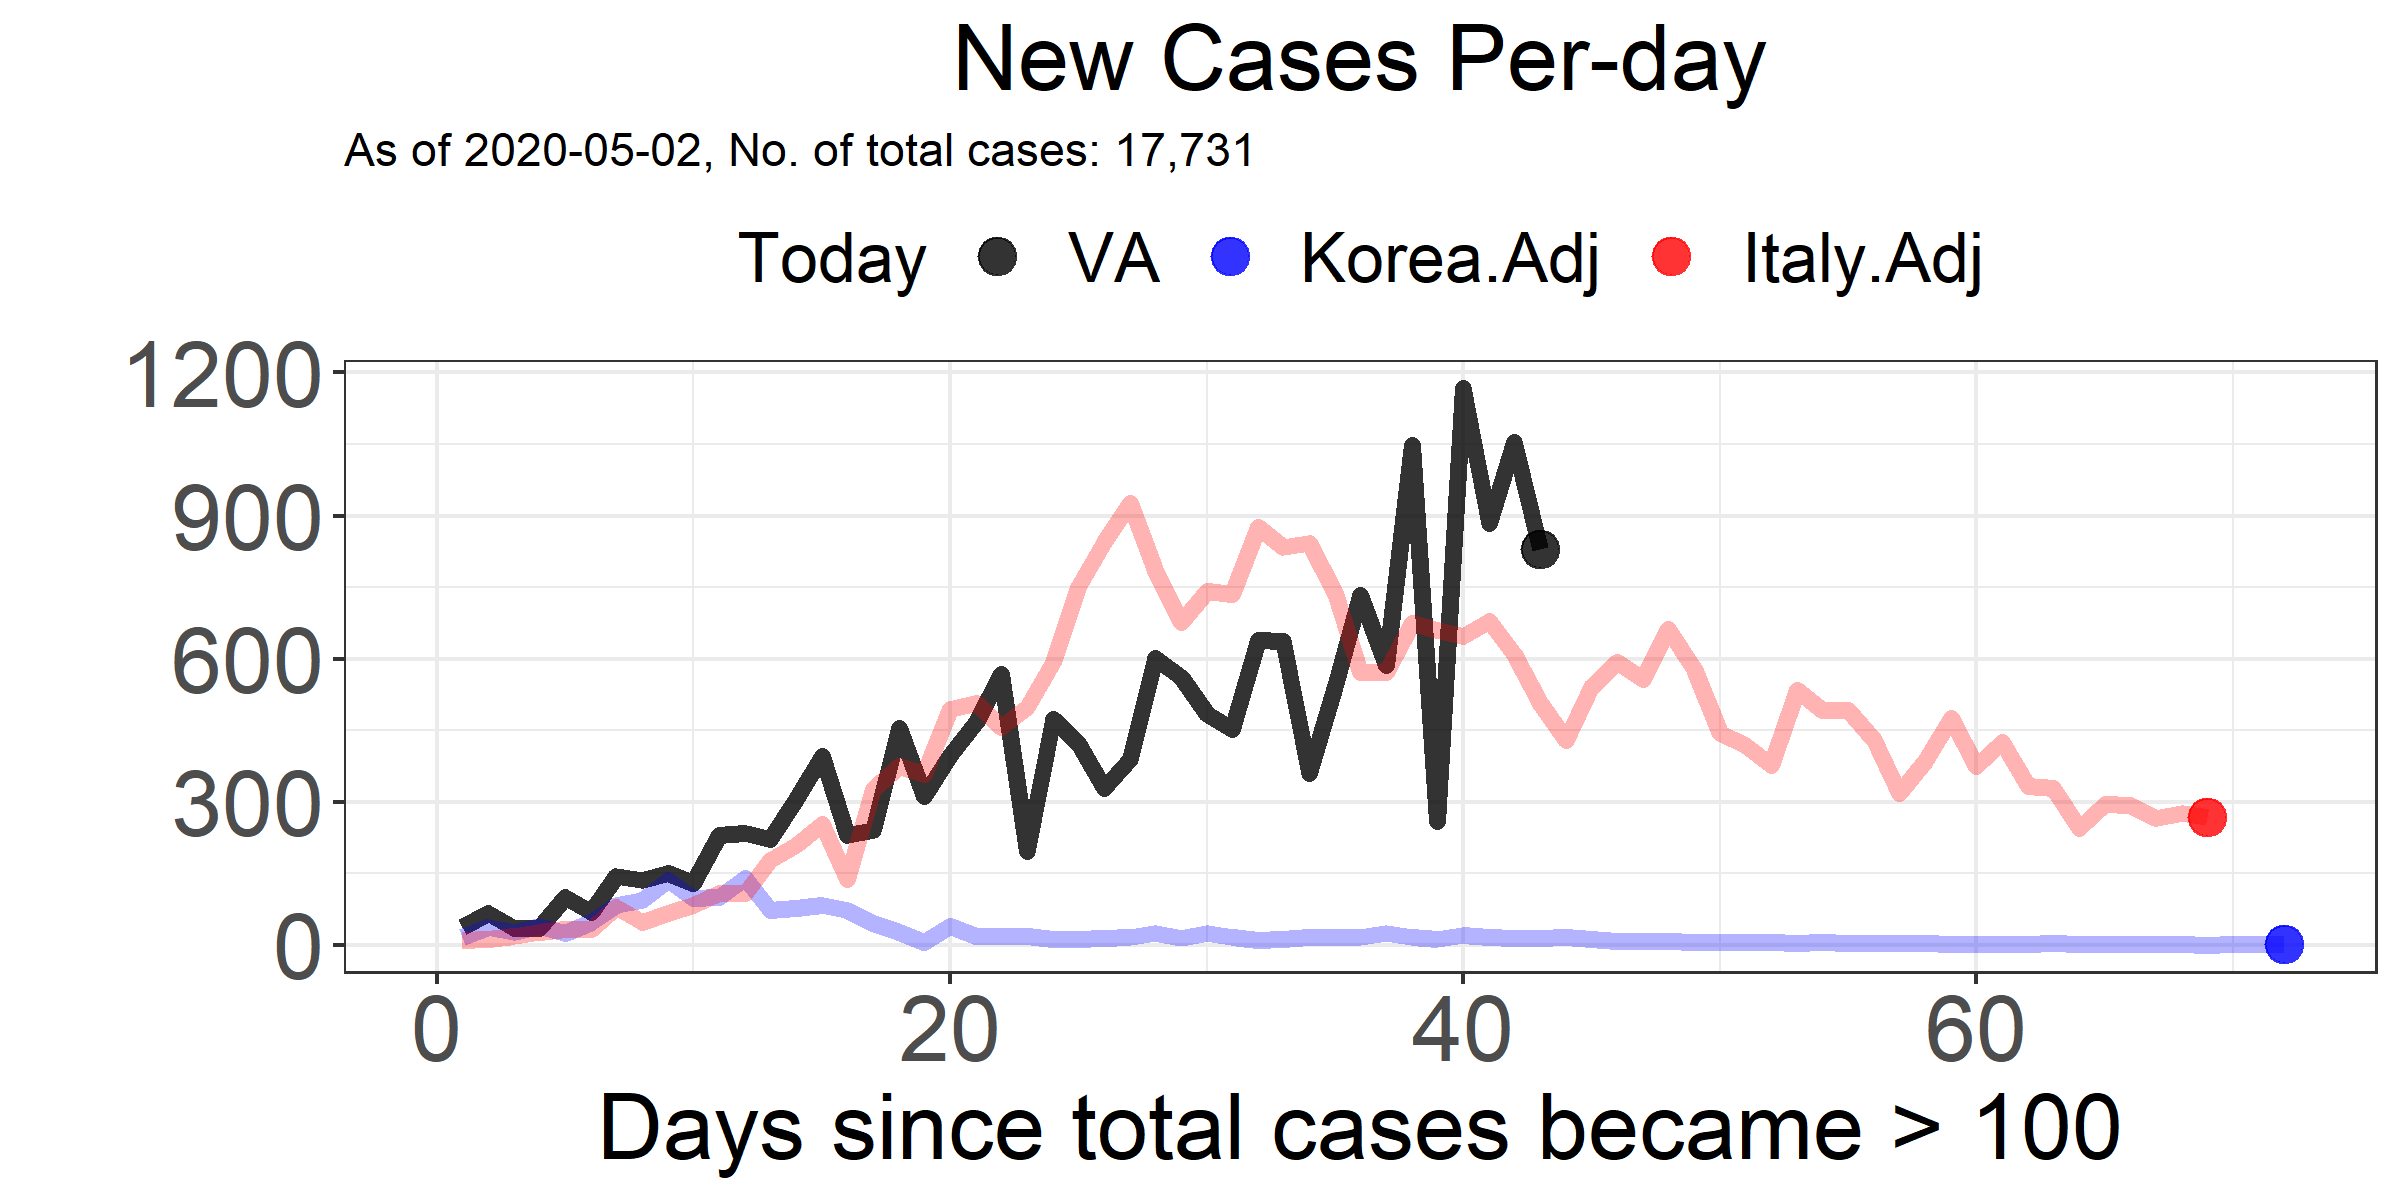 New Cases Per-day
As of 2020-05-02, No. of total cases: 17,731
Today VA Korea.Adj Italy.Adj
1200
900
600
300
0
0 20 40 60
Days since total cases became > 100